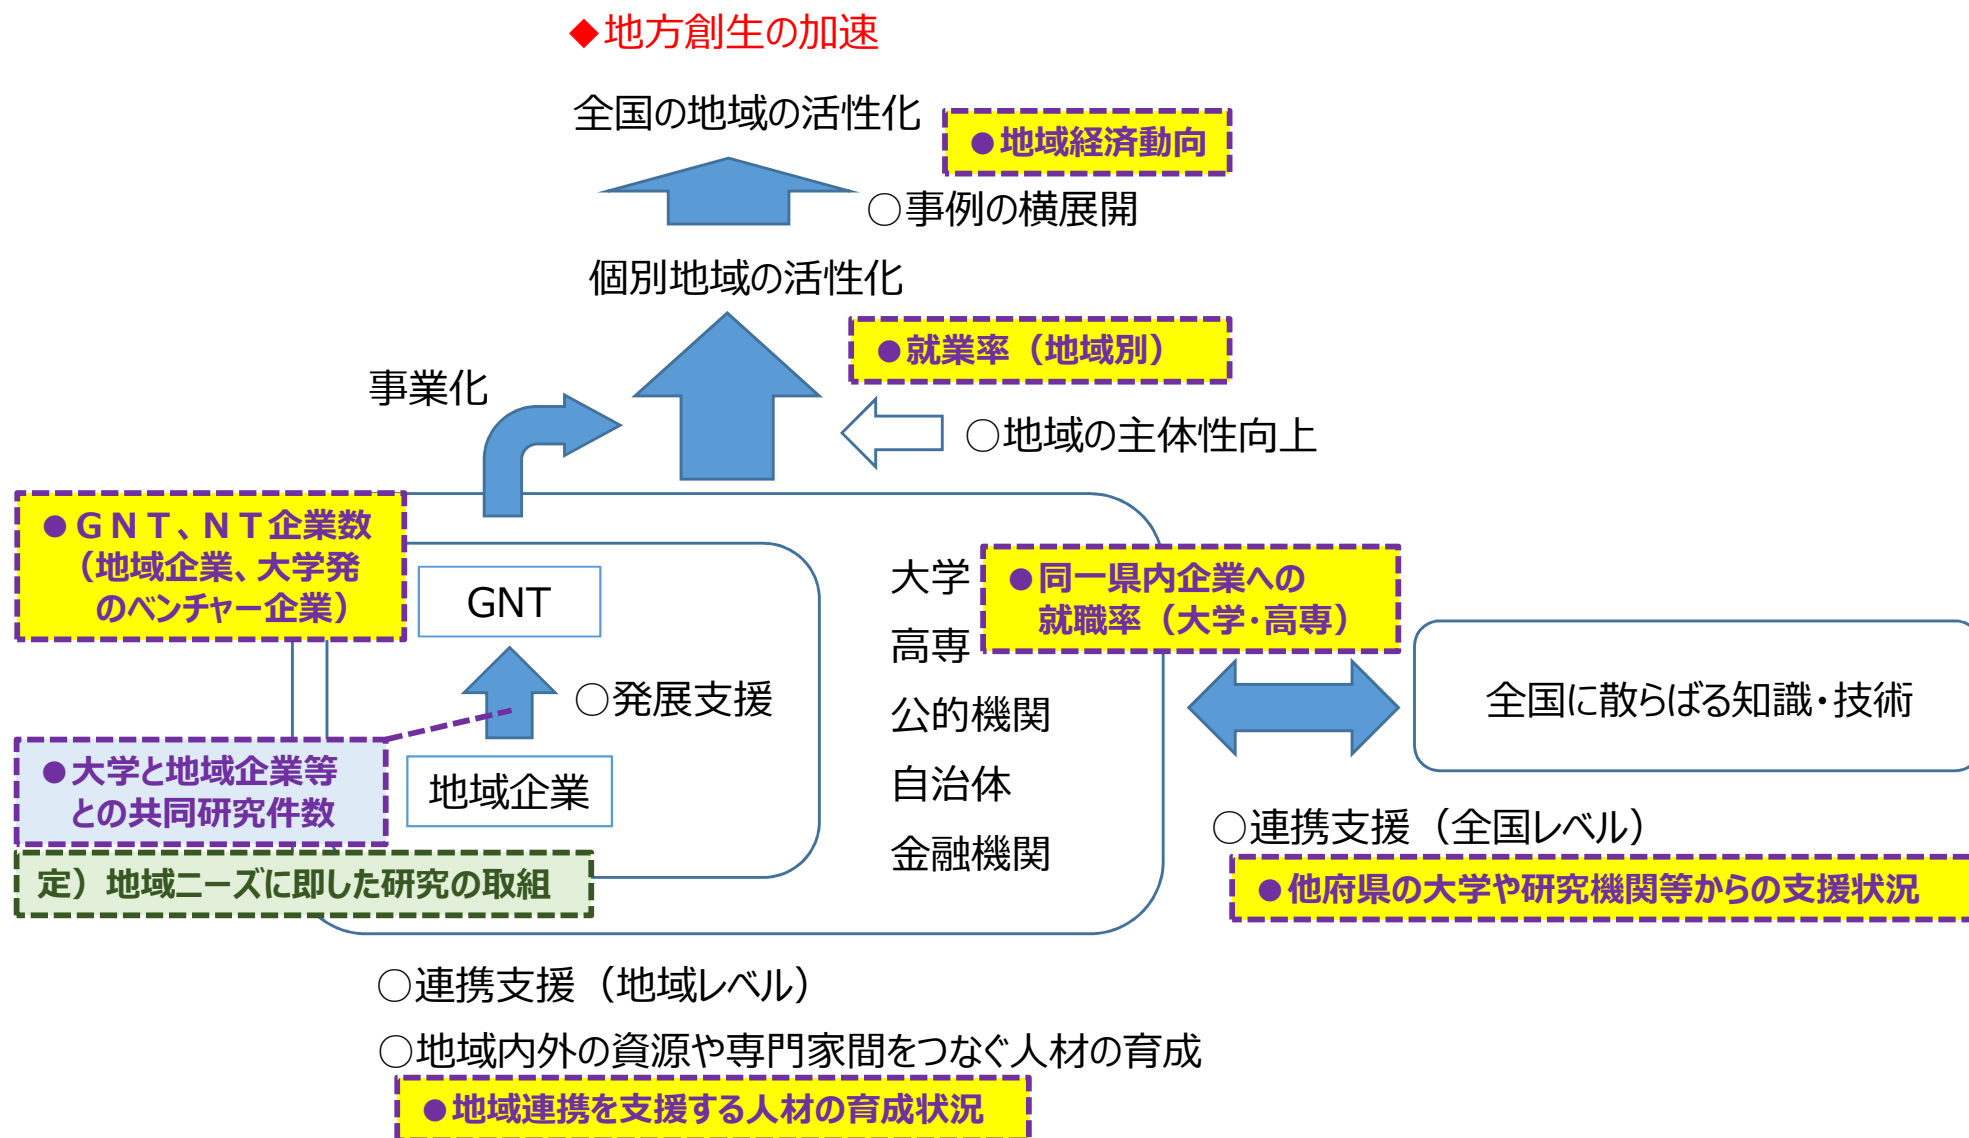 ◆地方創生の加速
全国の地域の活性化
●地域経済動向
○事例の横展開
個別地域の活性化
●就業率（地域別）
事業化
○地域の主体性向上
●ＧＮＴ、ＮＴ企業数
（地域企業、大学発
のベンチャー企業）
GNT
○発展支援
●大学と地域企業等
との共同研究件数
地域企業
定）地域ニーズに即した研究の取組
大学
高専
公的機関
自治体
金融機関
●同一県内企業への
就職率（大学・高専）
全国に散らばる知識・技術
○連携支援（全国レベル）
●他府県の大学や研究機関等からの支援状況
○連携支援（地域レベル）
○地域内外の資源や専門家間をつなぐ人材の育成
●地域連携を支援する人材の育成状況